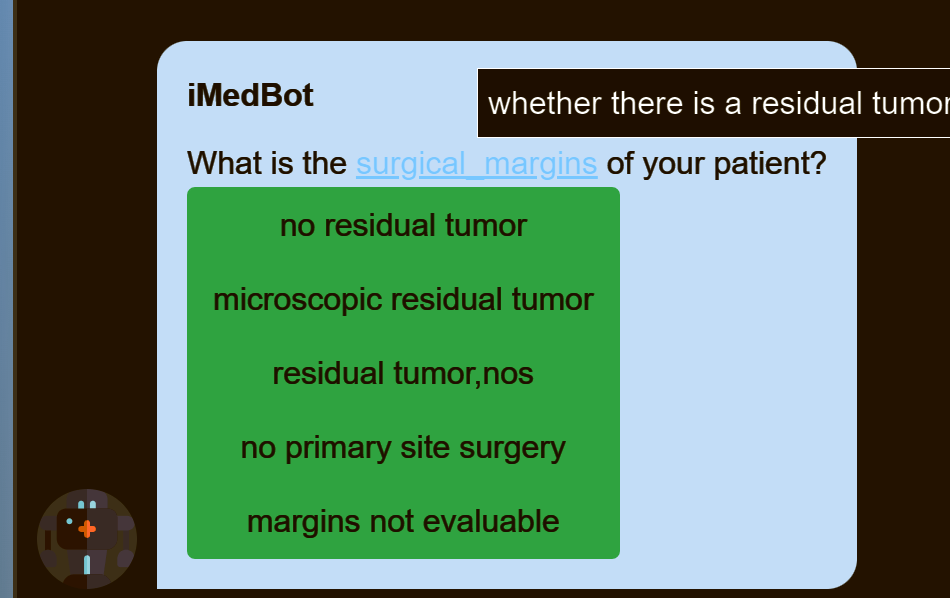 iMedBot
whether there is a residual tumor
What is the surgical_margins of your patient?
no residual tumor
microscopic residual tumor
residual tumor,nos
no primary site surgery
margins not evaluable